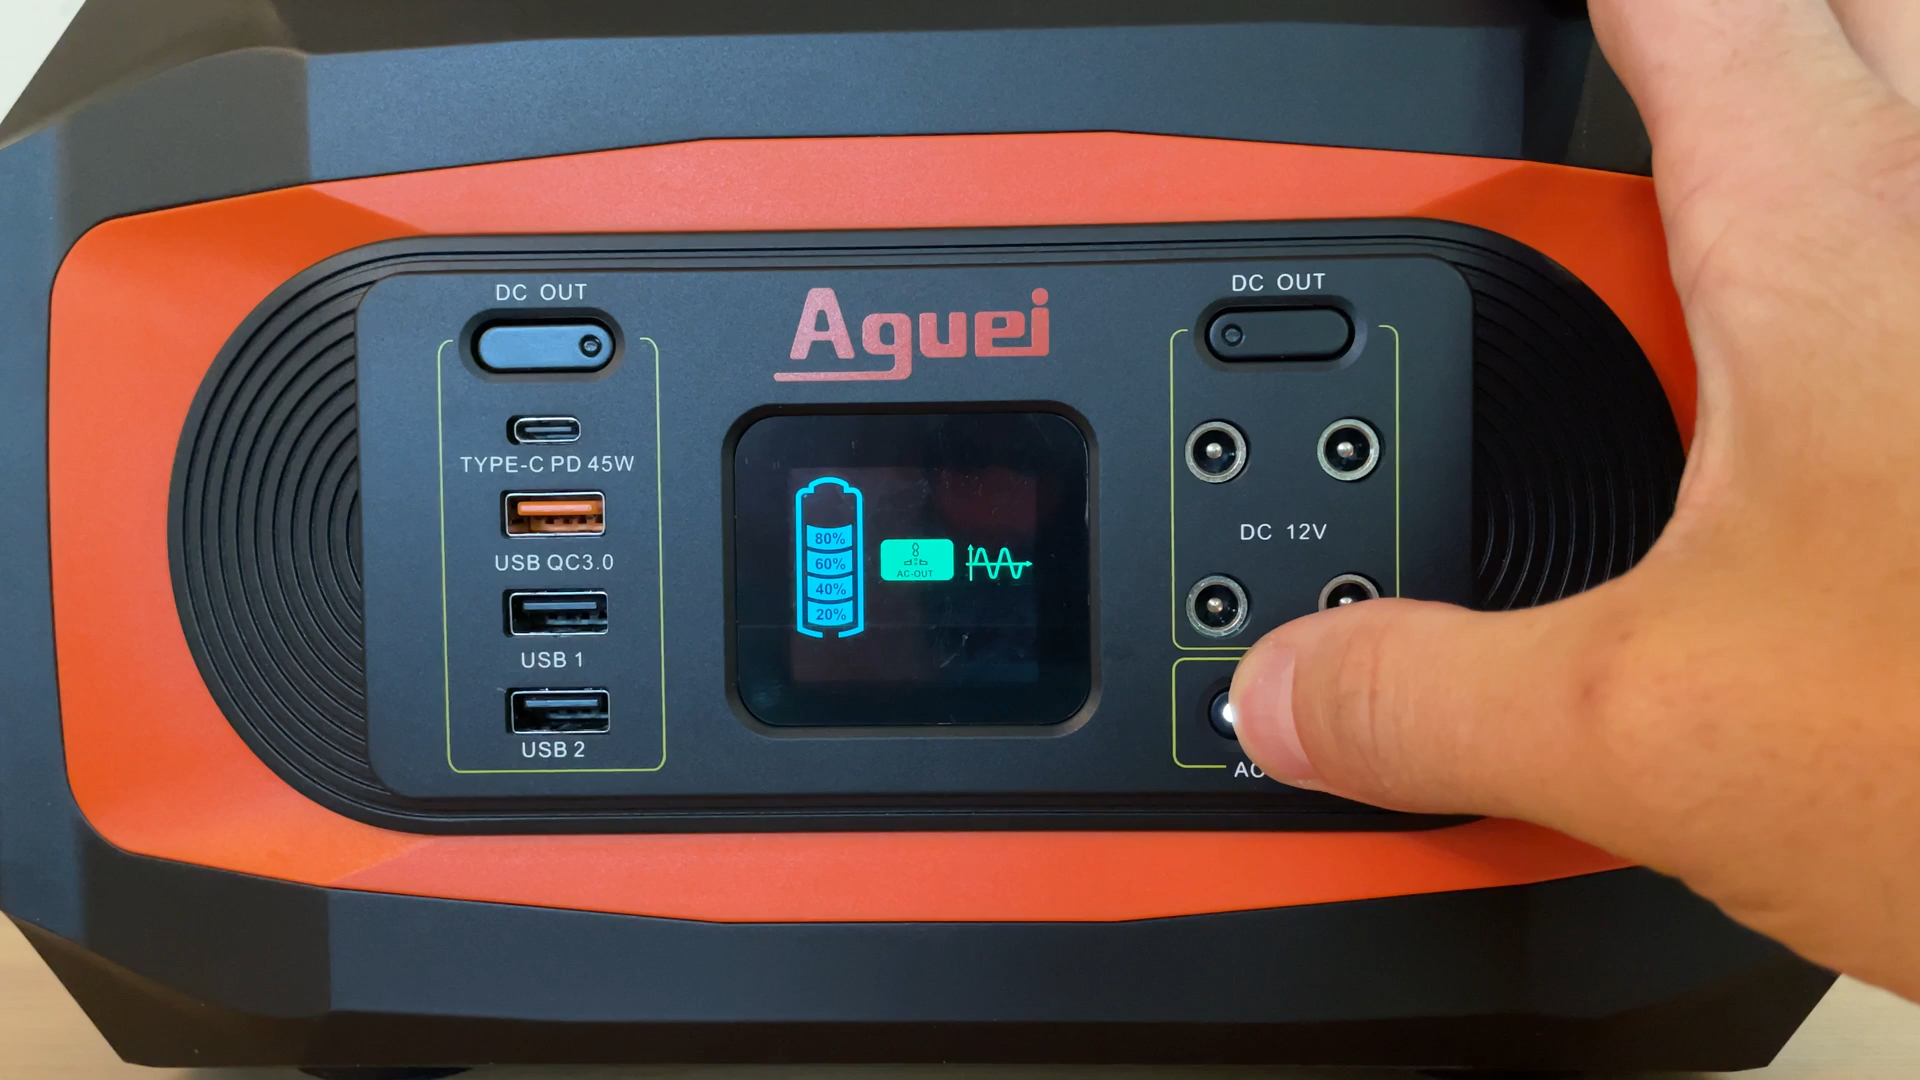 DC OUT
TYPE-C PD 45W
USB QC3.0
USB 1
USB 2
Aguei
80%
60%
40%
20%
AC-OUT
DC OUT
DC 12V
AC